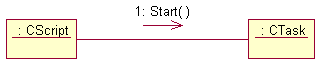 1: Start( )
: CScript
: CTask